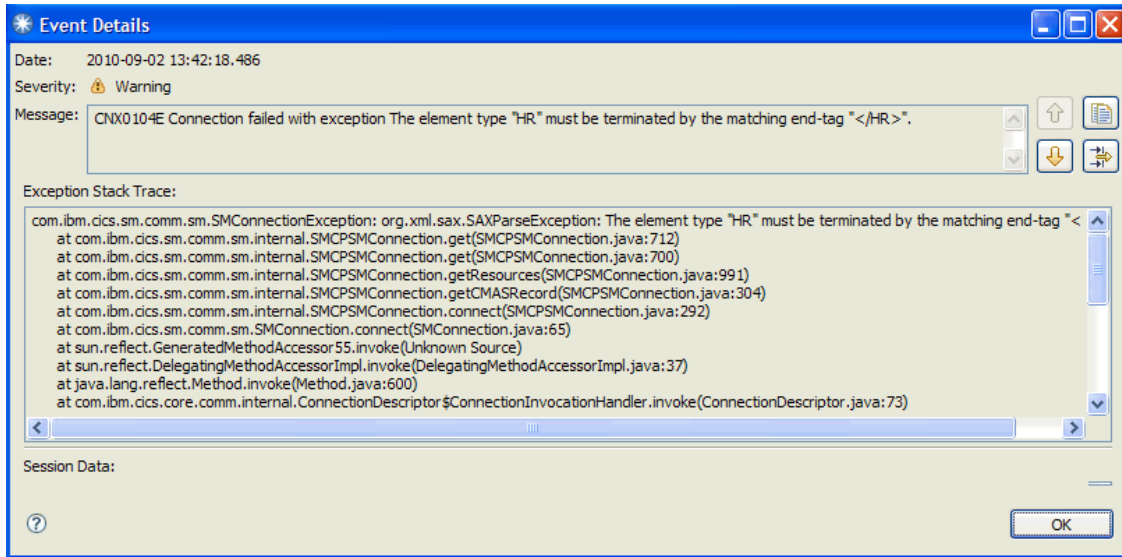 Event Details
Date: 2010-09-02 13:42:18.486
Severity: Warning
Message: CNX0104E Connection failed with exception The element type "HR" must be terminated by the matching end-tag "</HR>".
Exception Stack Trace:
com.ibm.cics.sm.comm.sm.SMConnectionException: org.xml.sax.SAXParseException: The element type "HR" must be terminated by the matching end-tag "<
at com.ibm.cics.sm.comm.sm.internal.SMCPSMConnection.get(SMCPSMConnection.java:712)
at com.ibm.cics.sm.comm.sm.internal.SMCPSMConnection.get(SMCPSMConnection.java:700)
at com.ibm.cics.sm.comm.sm.internal.SMCPSMConnection.getResources(SMCPSMConnection.java:991)
at com.ibm.cics.sm.comm.sm.internal.SMCPSMConnection.getCMASRecord(SMCPSMConnection.java:304)
at com.ibm.cics.sm.comm.sm.internal.SMCPSMConnection.connect(SMCPSMConnection.java:292)
at com.ibm.cics.sm.comm.sm.SMConnection.connect(SMConnection.java:65)
at sun.reflect.GeneratedMethodAccessor55.invoke(Unknown Source)
at sun.reflect.DelegatingMethodAccessorImpl.invoke(DelegatingMethodAccessorImpl.java:37)
at java.lang.reflect.Method.invoke(Method.java:600)
at com.ibm.cics.core.comm.internal.ConnectionDescriptor$ConnectionInvocationHandler.invoke(ConnectionDescriptor.java:73)
Session Data:
OK